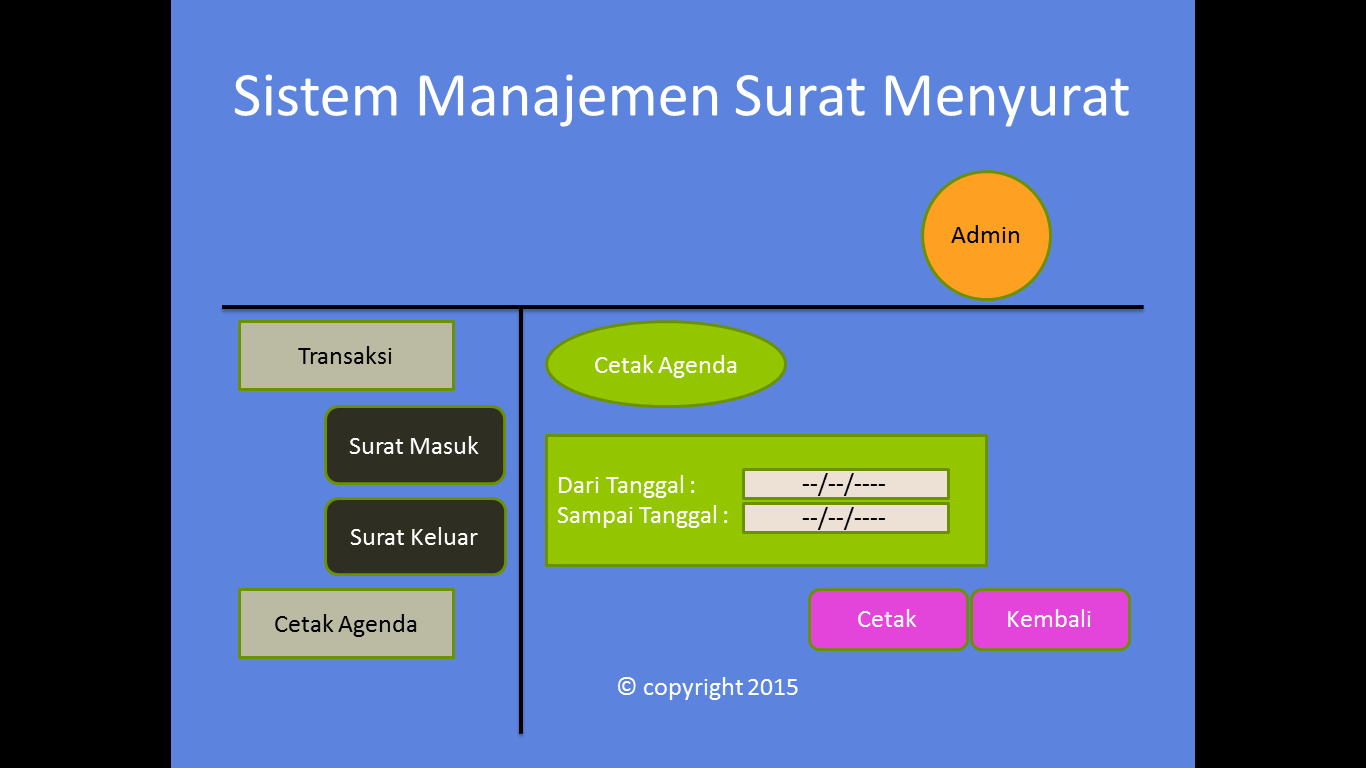 Sistem Manajemen Surat Menyurat
Admin
Transaksi
Surat Masuk
Surat Keluar
Cetak Agenda
Cetak Agenda
Dari Tanggal : --/--/----
Sampai Tanggal : --/--/----
Cetak
Kembali
© copyright 2015